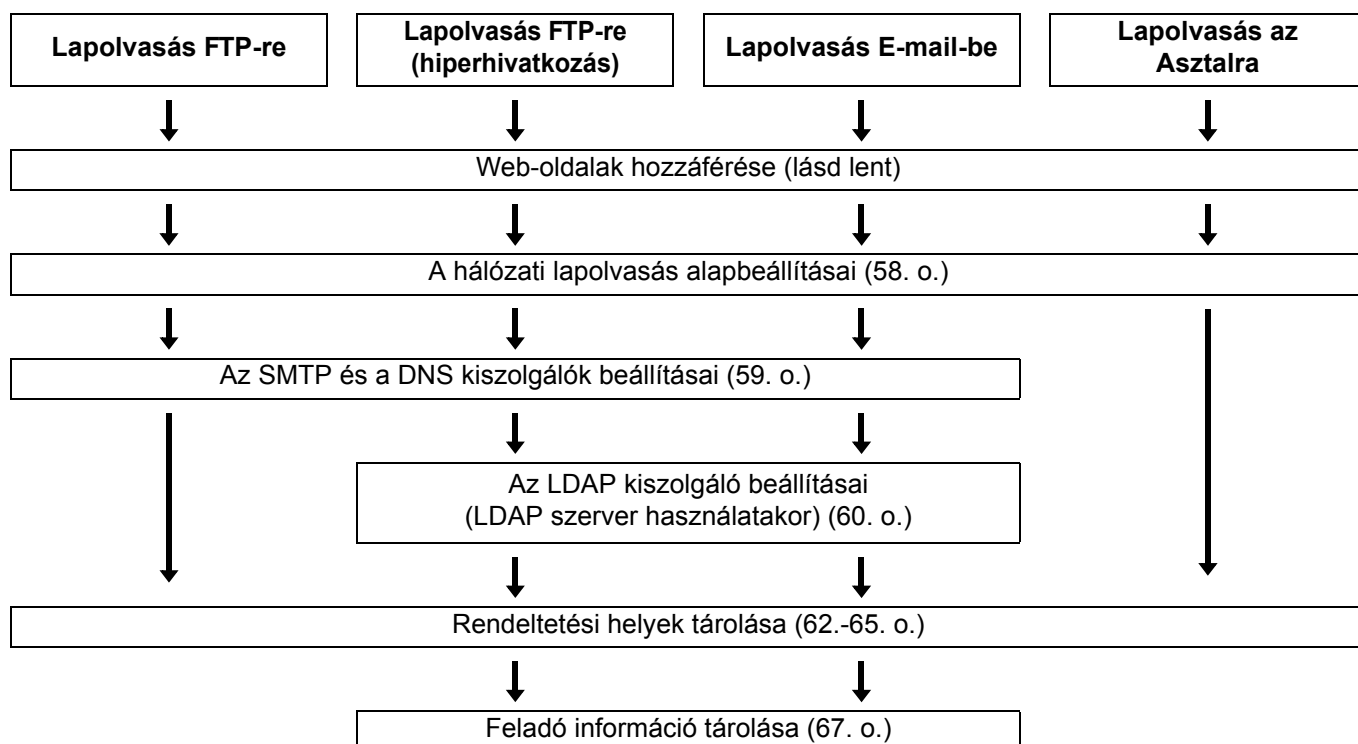 Lapolvasás FTP-re
Lapolvasás FTP-re
(hiperhivatkozás)
Lapolvasás E-mail-be
Lapolvasás az
Asztalra
Web-oldalak hozzáférése (lásd lent)
A hálózati lapolvasás alapbeállításai (58. o.)
Az SMTP és a DNS kiszolgálók beállításai (59. o.)
Az LDAP kiszolgáló beállításai
(LDAP szerver használatakor) (60. o.)
Rendeltetési helyek tárolása (62.-65. o.)
Feladó információ tárolása (67. o.)